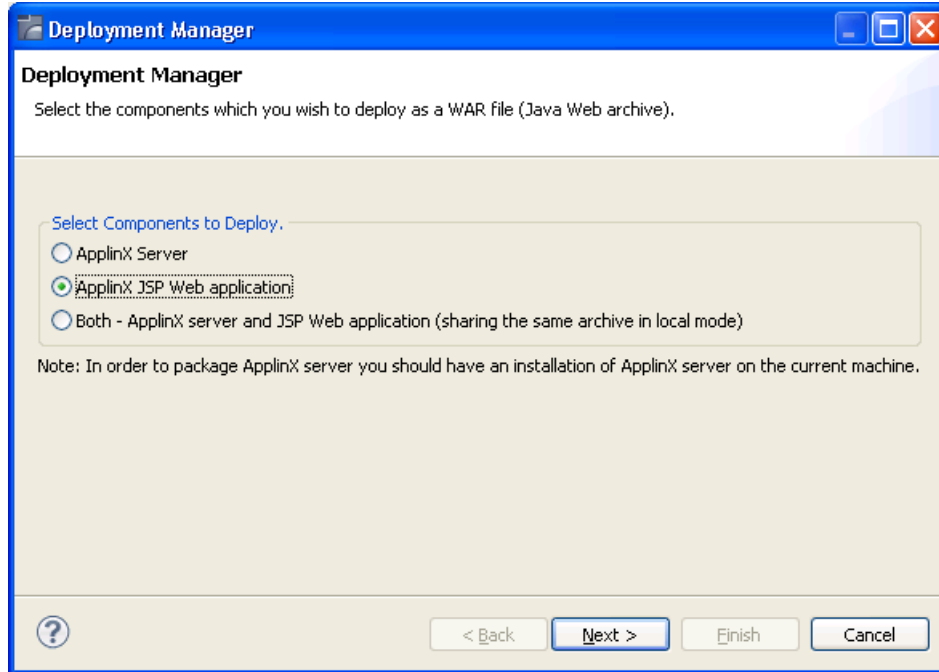 Deployment Manager
Deployment Manager
Select the components which you wish to deploy as a WAR file (Java Web archive).
Select Components to Deploy.
ApplinX Server
ApplinX JSP Web application
Both - ApplinX server and JSP Web application (sharing the same archive in local mode)
Note: In order to package ApplinX server you should have an installation of ApplinX server on the current machine.
? < Back Next > Finish Cancel